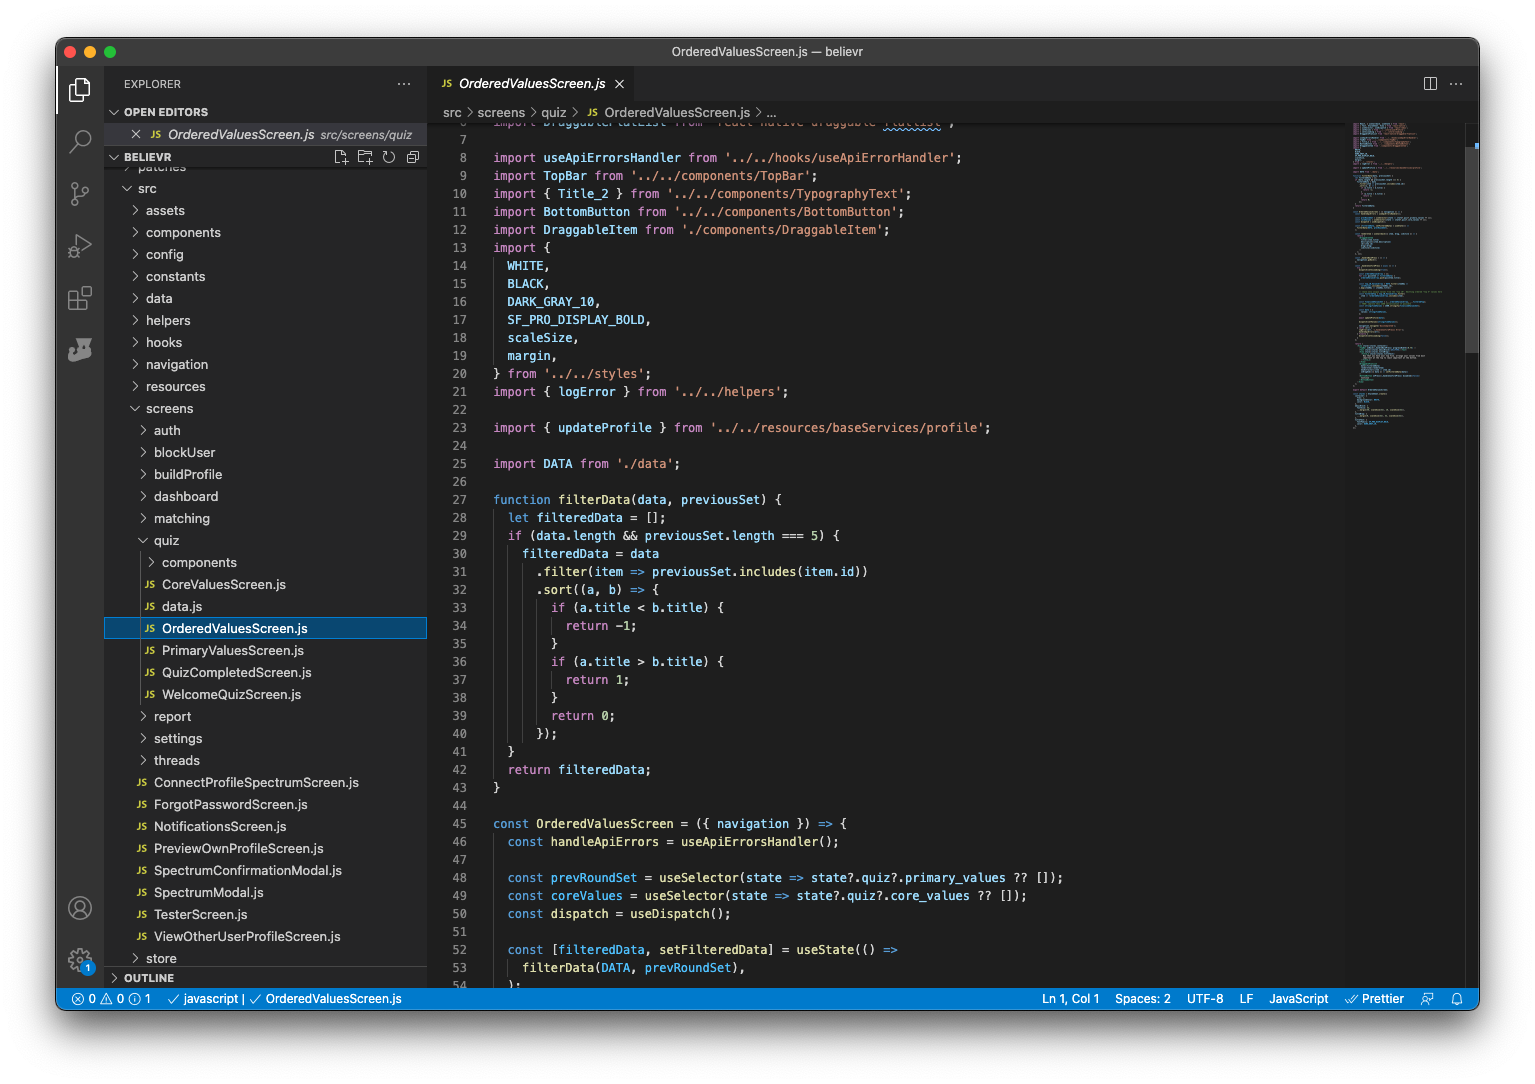 OrderedValuesScreen.js — believr
EXPLORER
OPEN EDITORS
JS OrderedValuesScreen.js src/screens/quiz
BELIEVR
patches
src
assets
components
config
constants
data
helpers
hooks
navigation
resources
screens
auth
blockUser
buildProfile
dashboard
matching
quiz
components
JS CoreValuesScreen.js
JS data.js
JS OrderedValuesScreen.js
JS PrimaryValuesScreen.js
JS QuizCompletedScreen.js
JS WelcomeQuizScreen.js
report
settings
threads
JS ConnectProfileSpectrumScreen.js
JS ForgotPasswordScreen.js
JS NotificationsScreen.js
JS PreviewOwnProfileScreen.js
JS SpectrumConfirmationModal.js
JS SpectrumModal.js
JS TesterScreen.js
JS ViewOtherUserProfileScreen.js
store
OUTLINE
1
JS OrderedValuesScreen.js
src > screens > quiz > JS OrderedValuesScreen.js > ...
6 import DraggableFlatList from 'react-native-draggable-flatlist';
7
8 import useApiErrorsHandler from '../../hooks/useApiErrorHandler';
9 import TopBar from '../../components/TopBar';
10 import { Title_2 } from '../../components/TypographyText';
11 import BottomButton from '../../components/BottomButton';
12 import DraggableItem from './components/DraggableItem';
13 import {
14 WHITE,
15 BLACK,
16 DARK_GRAY_10,
17 SF_PRO_DISPLAY_BOLD,
18 scaleSize,
19 margin,
20 } from '../../styles';
21 import { logError } from '../../helpers';
22
23 import { updateProfile } from '../../resources/baseServices/profile';
24
25 import DATA from './data';
26
27 function filterData(data, previousSet) {
28 let filteredData = [];
29 if (data.length && previousSet.length === 5) {
30 filteredData = data
31 .filter(item => previousSet.includes(item.id))
32 .sort((a, b) => {
33 if (a.title < b.title) {
34 return -1;
35 }
36 if (a.title > b.title) {
37 return 1;
38 }
39 return 0;
40 });
41 }
42 return filteredData;
43 }
44
45 const OrderedValuesScreen = ({ navigation }) => {
46 const handleApiErrors = useApiErrorsHandler();
47
48 const prevRoundSet = useSelector(state => state?.quiz?.primary_values ?? []);
49 const coreValues = useSelector(state => state?.quiz?.core_values ?? []);
50 const dispatch = useDispatch();
51
52 const [filteredData, setFilteredData] = useState(() =>
53 filterData(DATA, prevRoundSet),
54 );
0 0 1 javascript | OrderedValuesScreen.js
Ln 1, Col 1 Spaces: 2 UTF-8 LF JavaScript Prettier